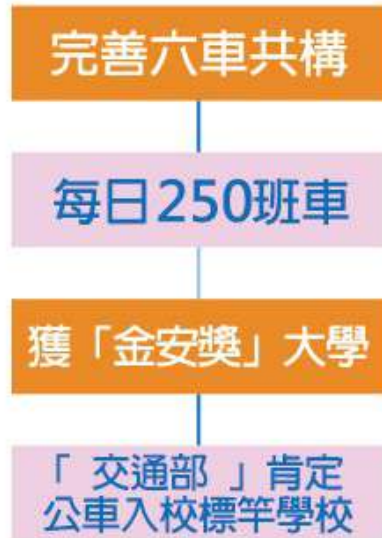 完善六車共構
每日250班車
獲「金安獎」大學
「 交通部 」肯定
公車入校標竿學校